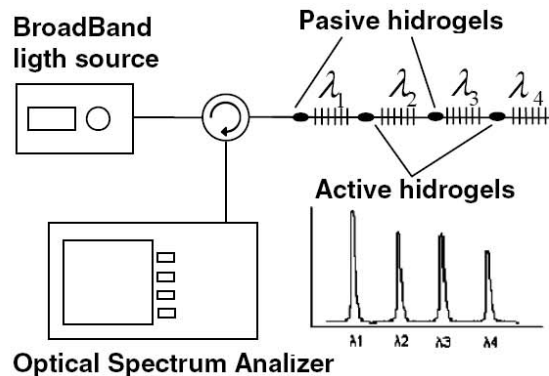 BroadBand
ligth source
Pasive hidrogels
λ1 λ2 λ3 λ4
Active hidrogels
λ1 λ2 λ3 λ4
Optical Spectrum Analizer